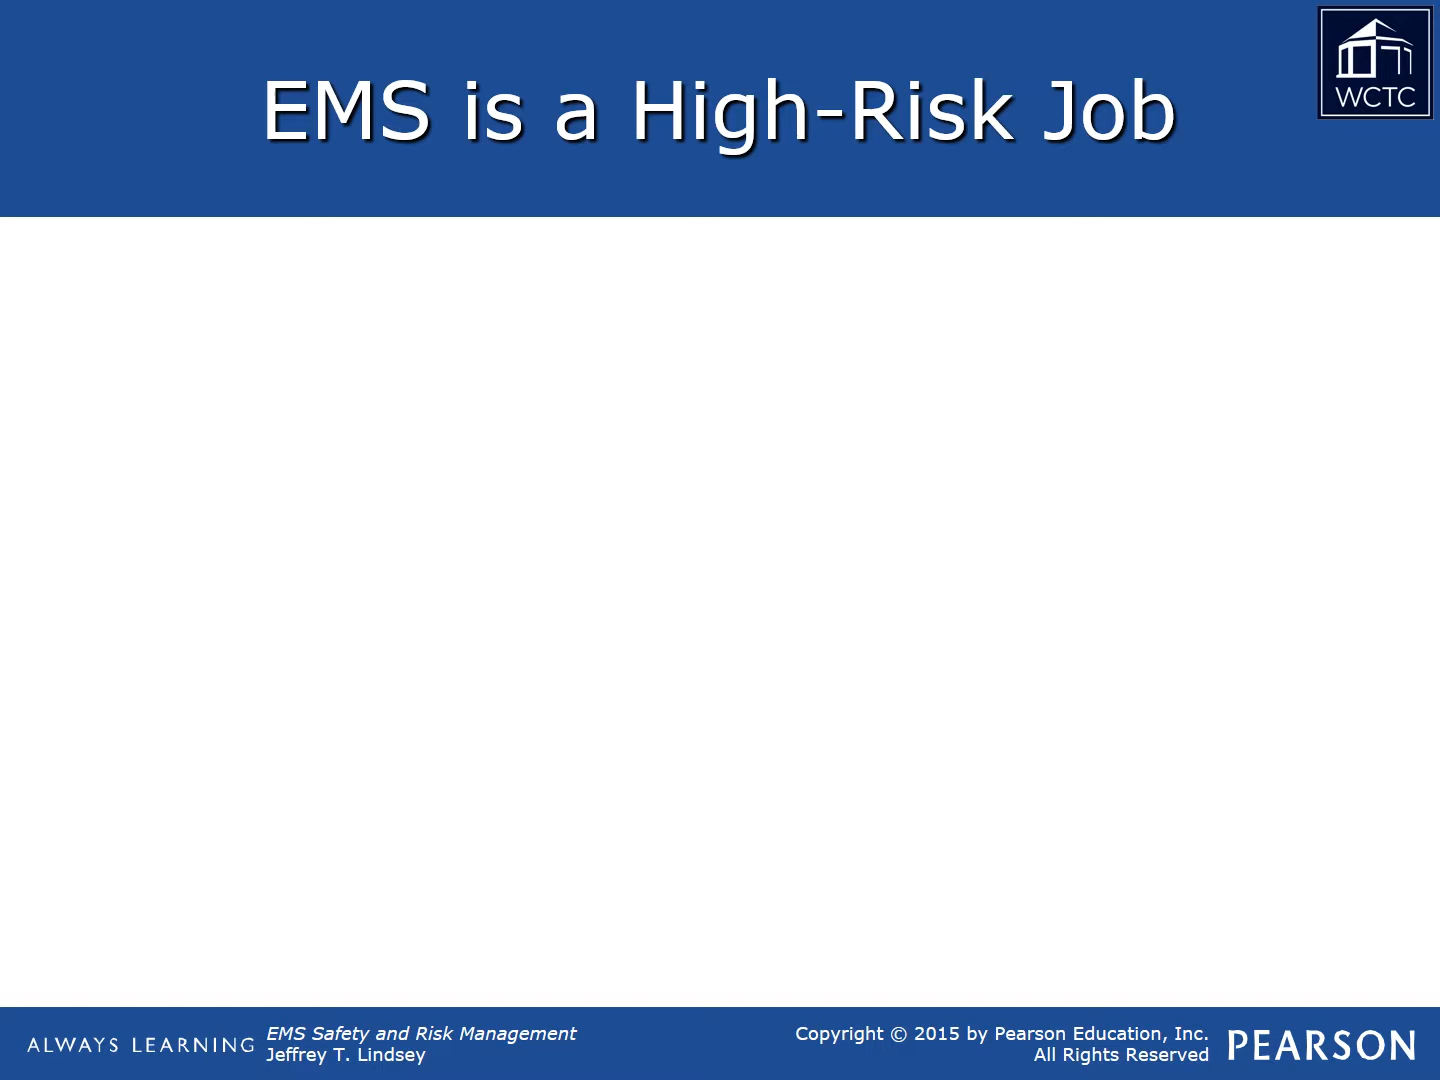 EMS is a High-Risk Job
WCTC
ALWAYS LEARNING
EMS Safety and Risk Management
Jeffrey T. Lindsey
Copyright © 2015 by Pearson Education, Inc.
All Rights Reserved
PEARSON